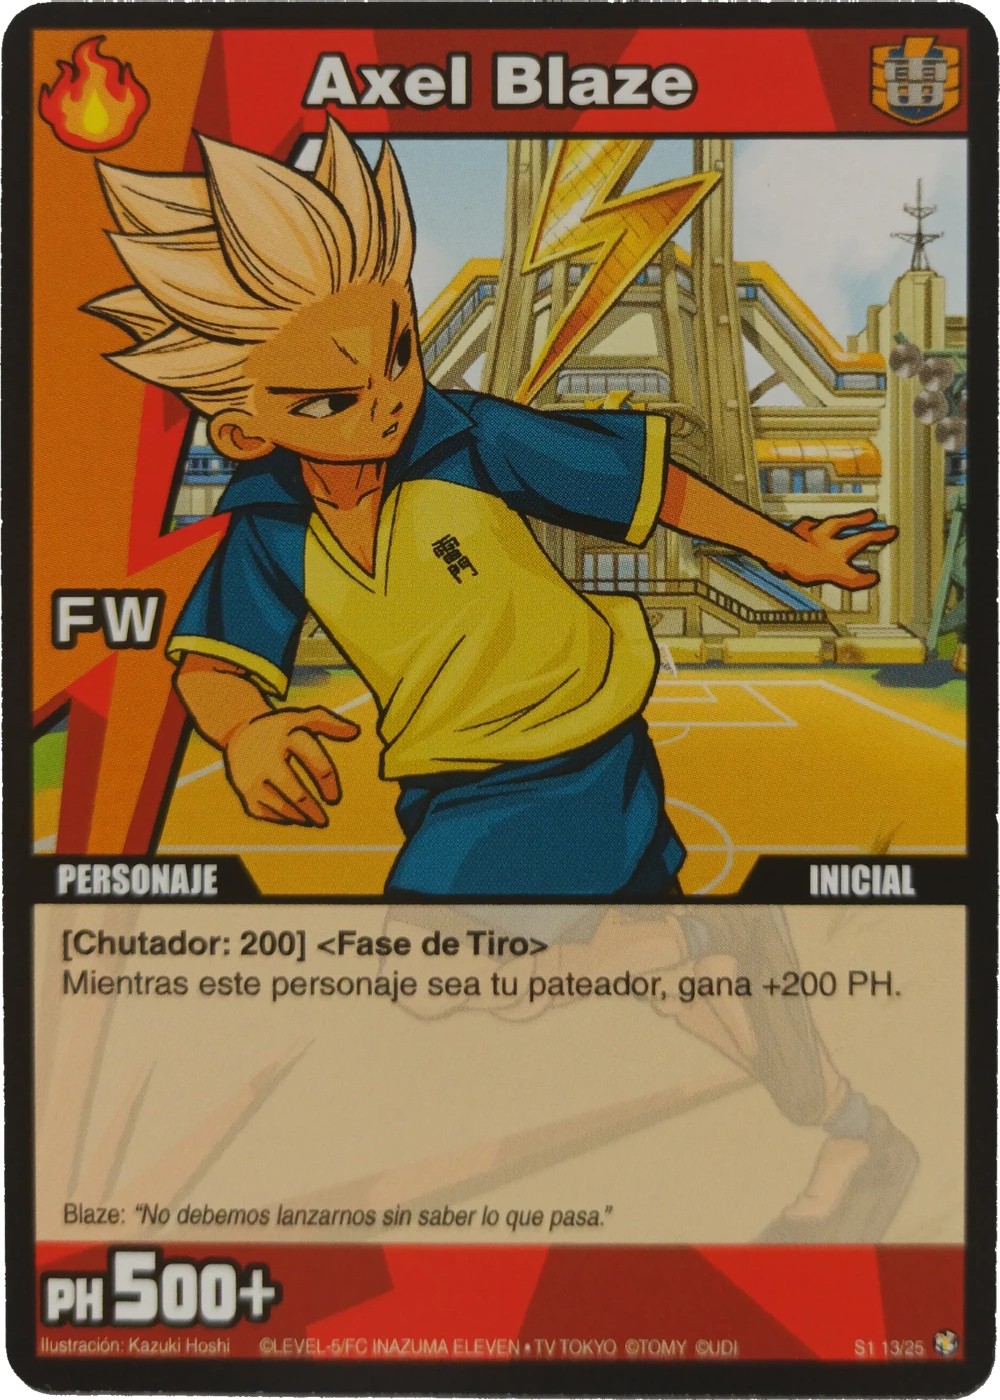 Axel Blaze
FW
PERSONAJE
INICIAL
[Chutador: 200] <Fase de Tiro>
Mientras este personaje sea tu pateador, gana +200 PH.
Blaze: “No debemos lanzarnos sin saber lo que pasa.”
PH 500+
Ilustración: Kazuki Hoshi ©LEVEL-5/FC INAZUMA ELEVEN • TV TOKYO ©TOMY ©UDI S1 13/25